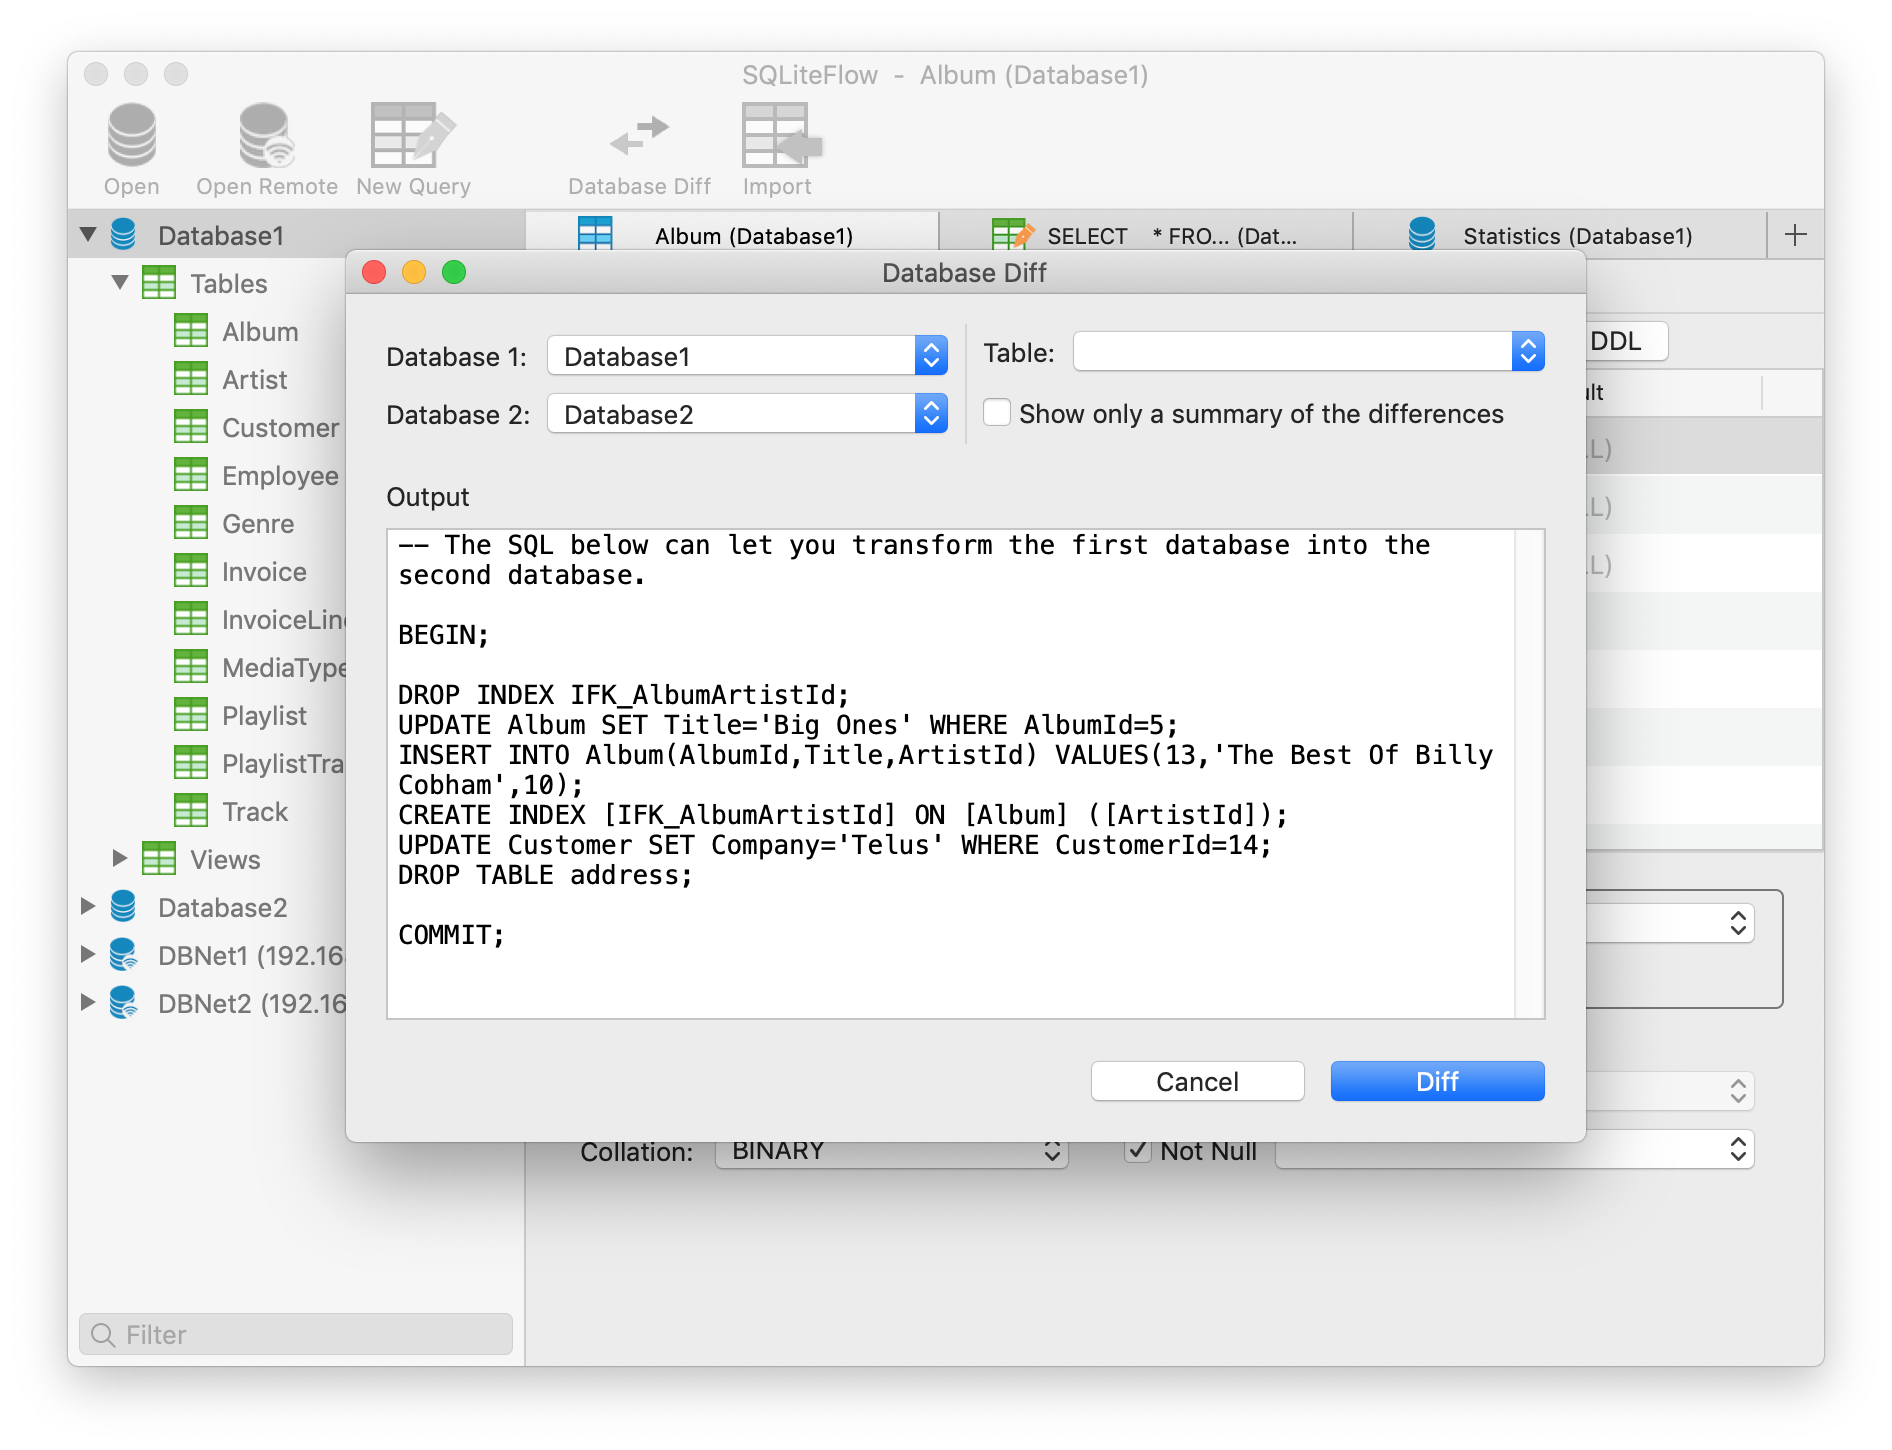 SQLiteFlow - Album (Database1)
Open
Open Remote
New Query
Database Diff
Import
Database1
Album (Database1)
SELECT * FRO... (Dat...
Statistics (Database1)
Tables
Album
Artist
Customer
Employee
Genre
Invoice
InvoiceLin
MediaType
Playlist
PlaylistTra
Track
Views
Database2
DBNet1 (192.16
DBNet2 (192.16
Filter
Database Diff
Database 1:
Database1
Table:
Database 2:
Database2
Show only a summary of the differences
Output
-- The SQL below can let you transform the first database into the
second database.
BEGIN;
DROP INDEX IFK_AlbumArtistId;
UPDATE Album SET Title='Big Ones' WHERE AlbumId=5;
INSERT INTO Album(AlbumId,Title,ArtistId) VALUES(13,'The Best Of Billy
Cobham',10);
CREATE INDEX [IFK_AlbumArtistId] ON [Album] ([ArtistId]);
UPDATE Customer SET Company='Telus' WHERE CustomerId=14;
DROP TABLE address;
COMMIT;
Cancel
Diff
DDL
ult
LL)
LL)
LL)
Collation:
BINARY
Not Null